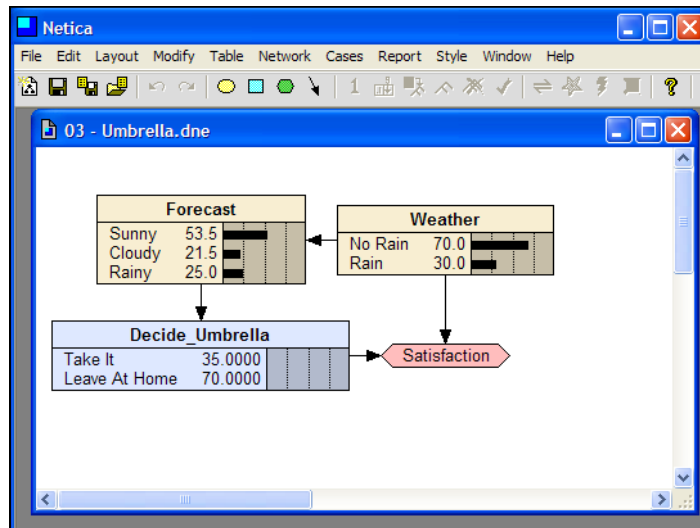 Netica
File Edit Layout Modify Table Network Cases Report Style Window Help
1 ?
03 - Umbrella.dne
Forecast
Sunny 53.5
Cloudy 21.5
Rainy 25.0
Weather
No Rain 70.0
Rain 30.0
Decide_Umbrella
Take It 35.0000
Leave At Home 70.0000
Satisfaction